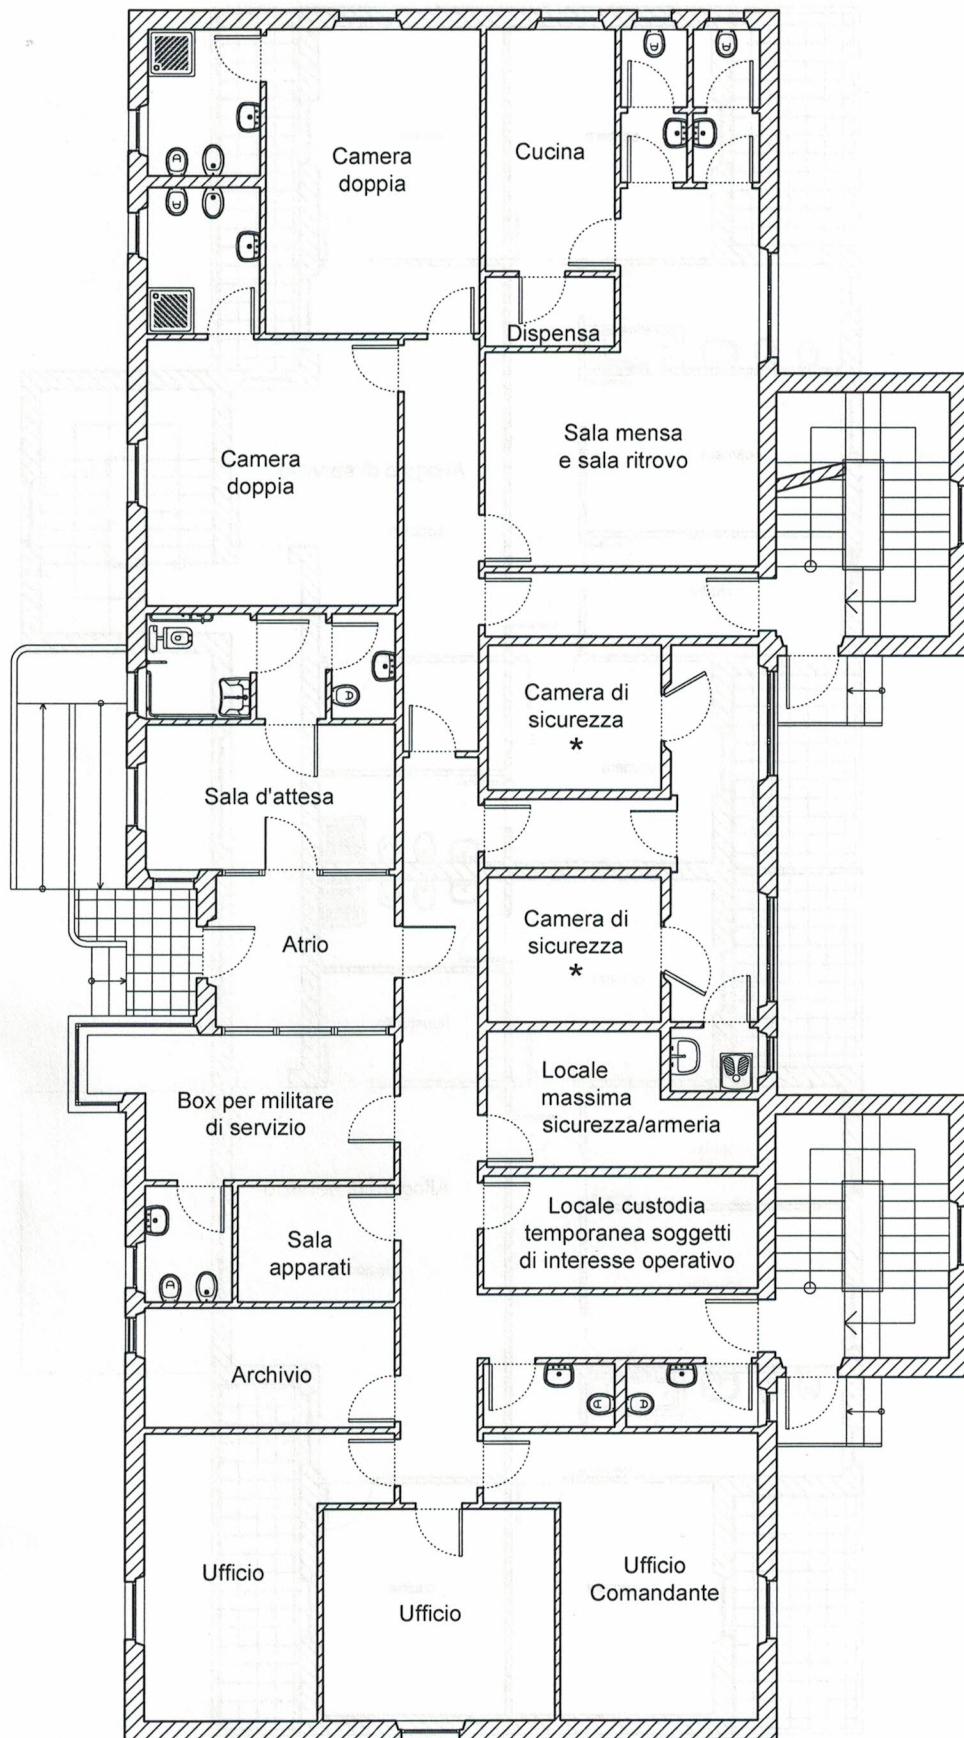 Camera
doppia
Cucina
Dispensa
Sala mensa
e sala ritrovo
Camera
doppia
Camera di
sicurezza
*
Sala d'attesa
Atrio
Camera di
sicurezza
*
Box per militare
di servizio
Locale
massima
sicurezza/armeria
Sala
apparati
Locale custodia
temporanea soggetti
di interesse operativo
Archivio
Ufficio
Ufficio
Ufficio
Comandante